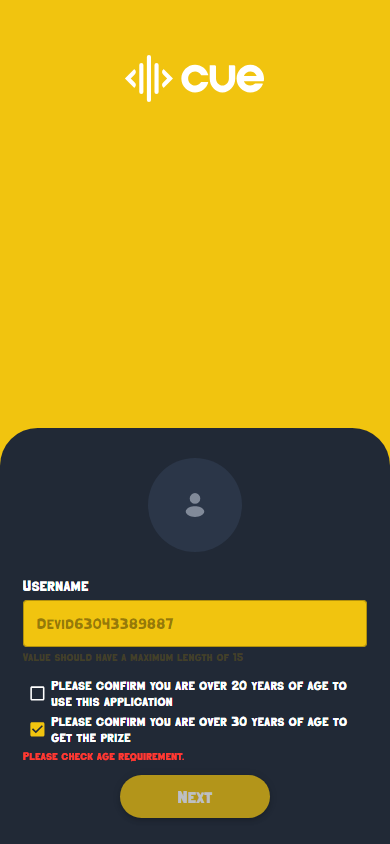 cue
Username
Devid63043389887
Value should have a maximum length of 15
Please confirm you are over 20 years of age to
use this application
Please confirm you are over 30 years of age to
get the prize
Please check age requirement.
Next